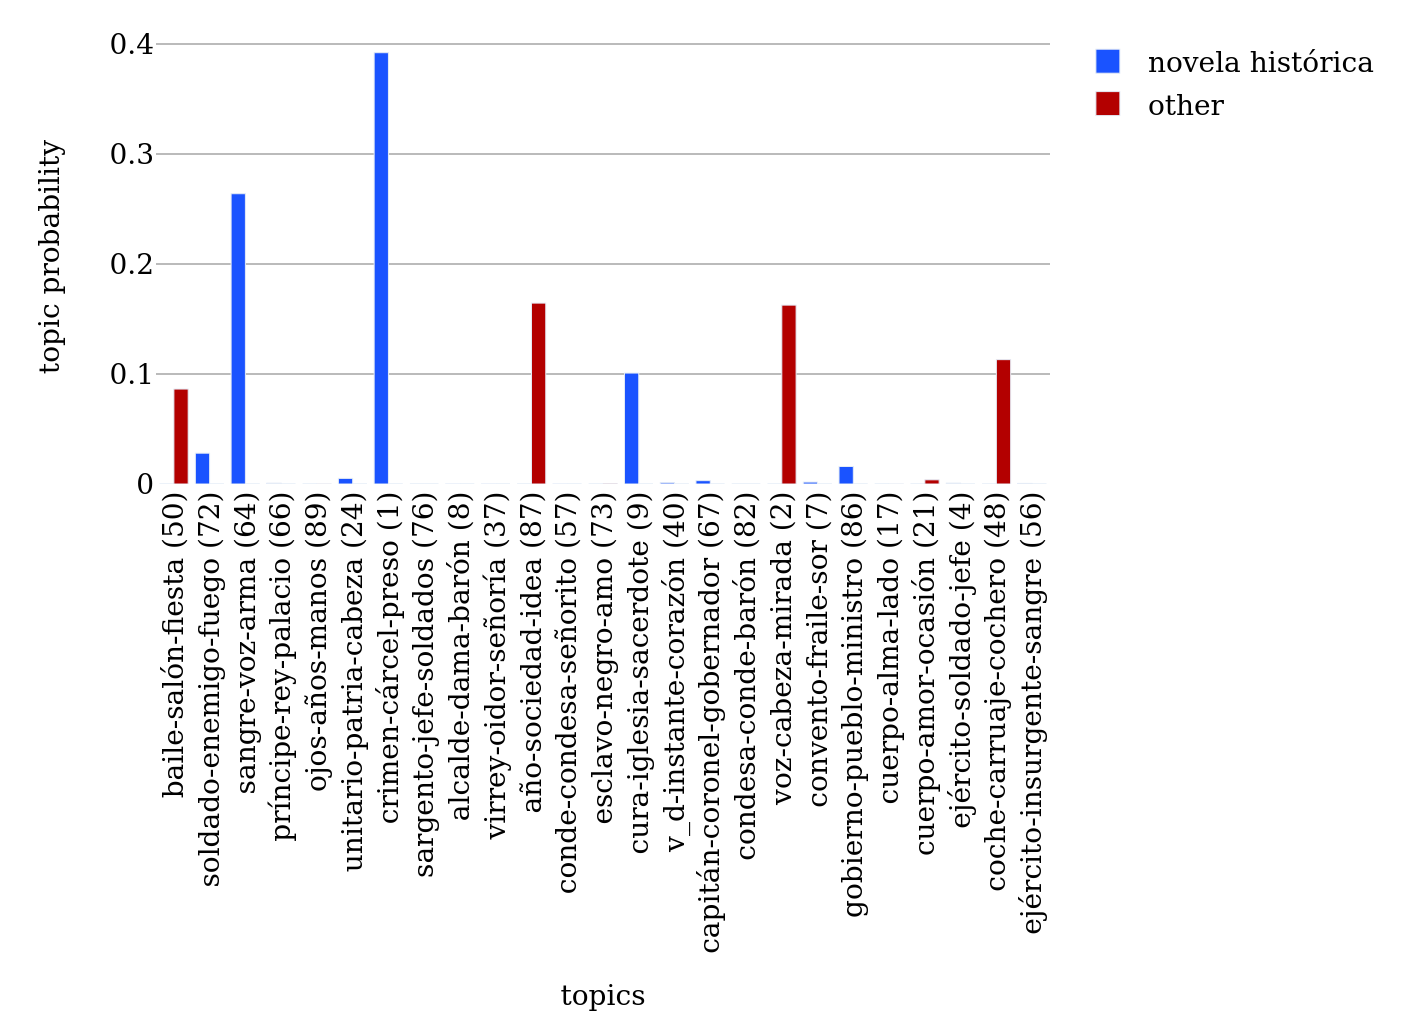 0.4
0.3
0.2
0.1
0
topic probability
baile-salón-fiesta (50)
soldado-enemigo-fuego (72)
sangre-voz-arma (64)
príncipe-rey-palacio (66)
ojos-años-manos (89)
unitario-patria-cabeza (24)
crimen-cárcel-preso (1)
sargento-jefe-soldados (76)
alcalde-dama-barón (8)
virrey-oidor-señoría (37)
año-sociedad-idea (87)
conde-condesa-señorito (57)
esclavo-negro-amo (73)
cura-iglesia-sacerdote (9)
v_d-instante-corazón (40)
capitán-coronel-gobernador (67)
condesa-conde-barón (82)
voz-cabeza-mirada (2)
convento-fraile-sor (7)
gobierno-pueblo-ministro (86)
cuerpo-alma-lado (17)
cuerpo-amor-ocasión (21)
ejército-soldado-jefe (4)
coche-carruaje-cochero (48)
ejército-insurgente-sangre (56)
topics
novela histórica
other